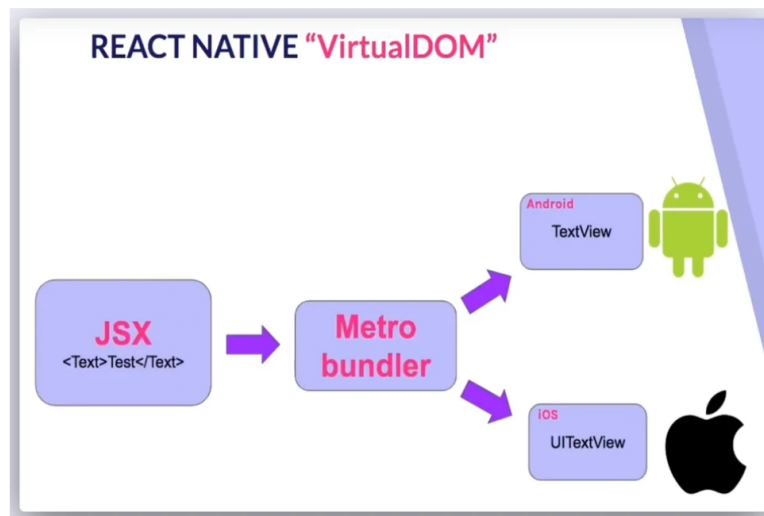 REACT NATIVE “VirtualDOM”
JSX
<Text>Test</Text>
Metro
bundler
Android
TextView
iOS
UITextView